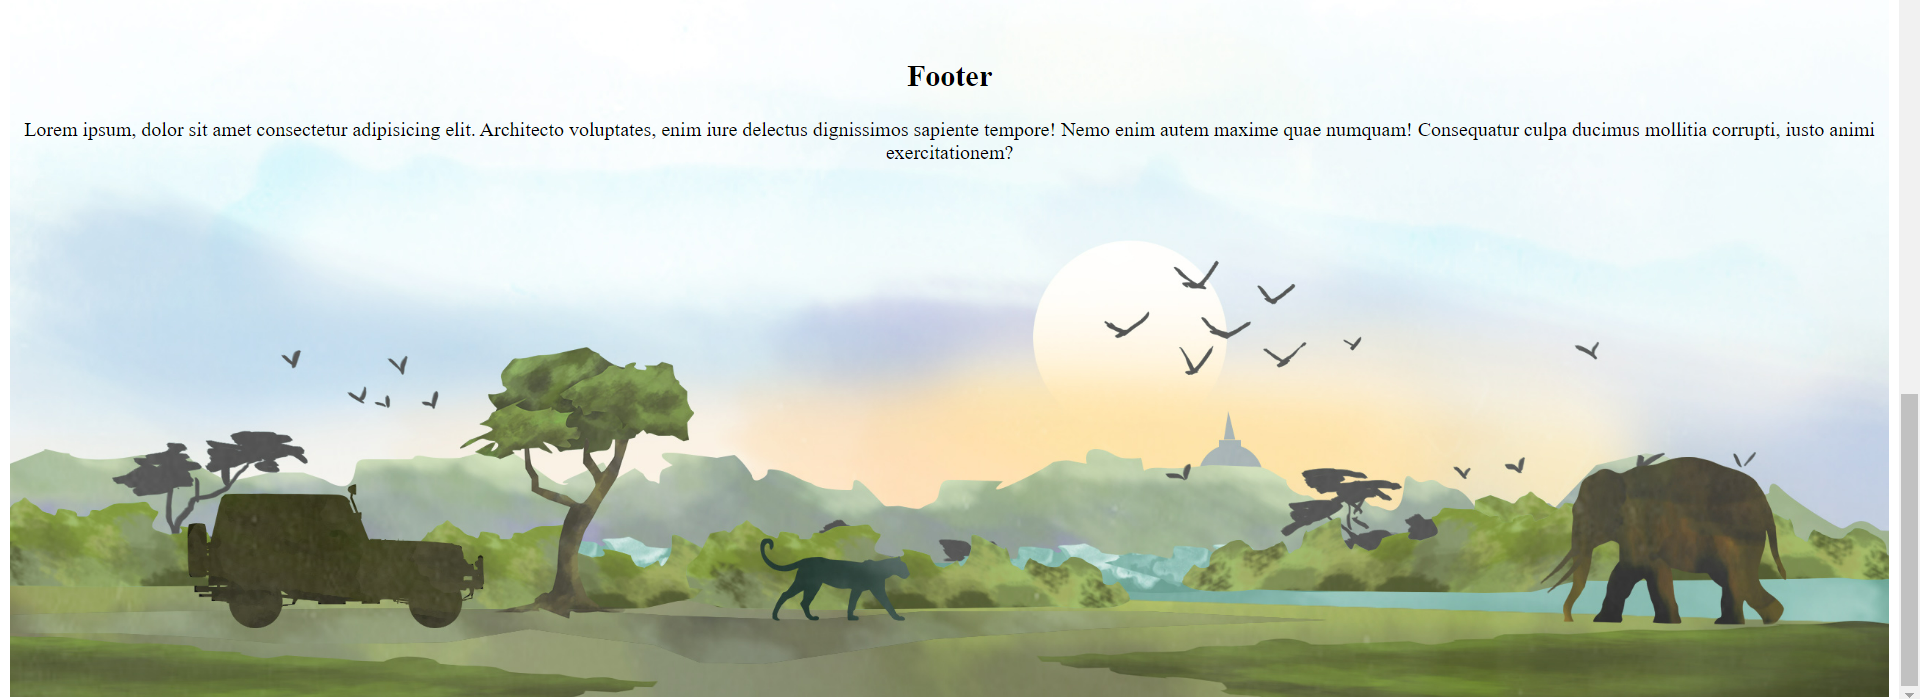 Footer
Lorem ipsum, dolor sit amet consectetur adipisicing elit. Architecto voluptates, enim iure delectus dignissimos sapiente tempore! Nemo enim autem maxime quae numquam! Consequatur culpa ducimus mollitia corrupti, iusto animi
exercitationem?